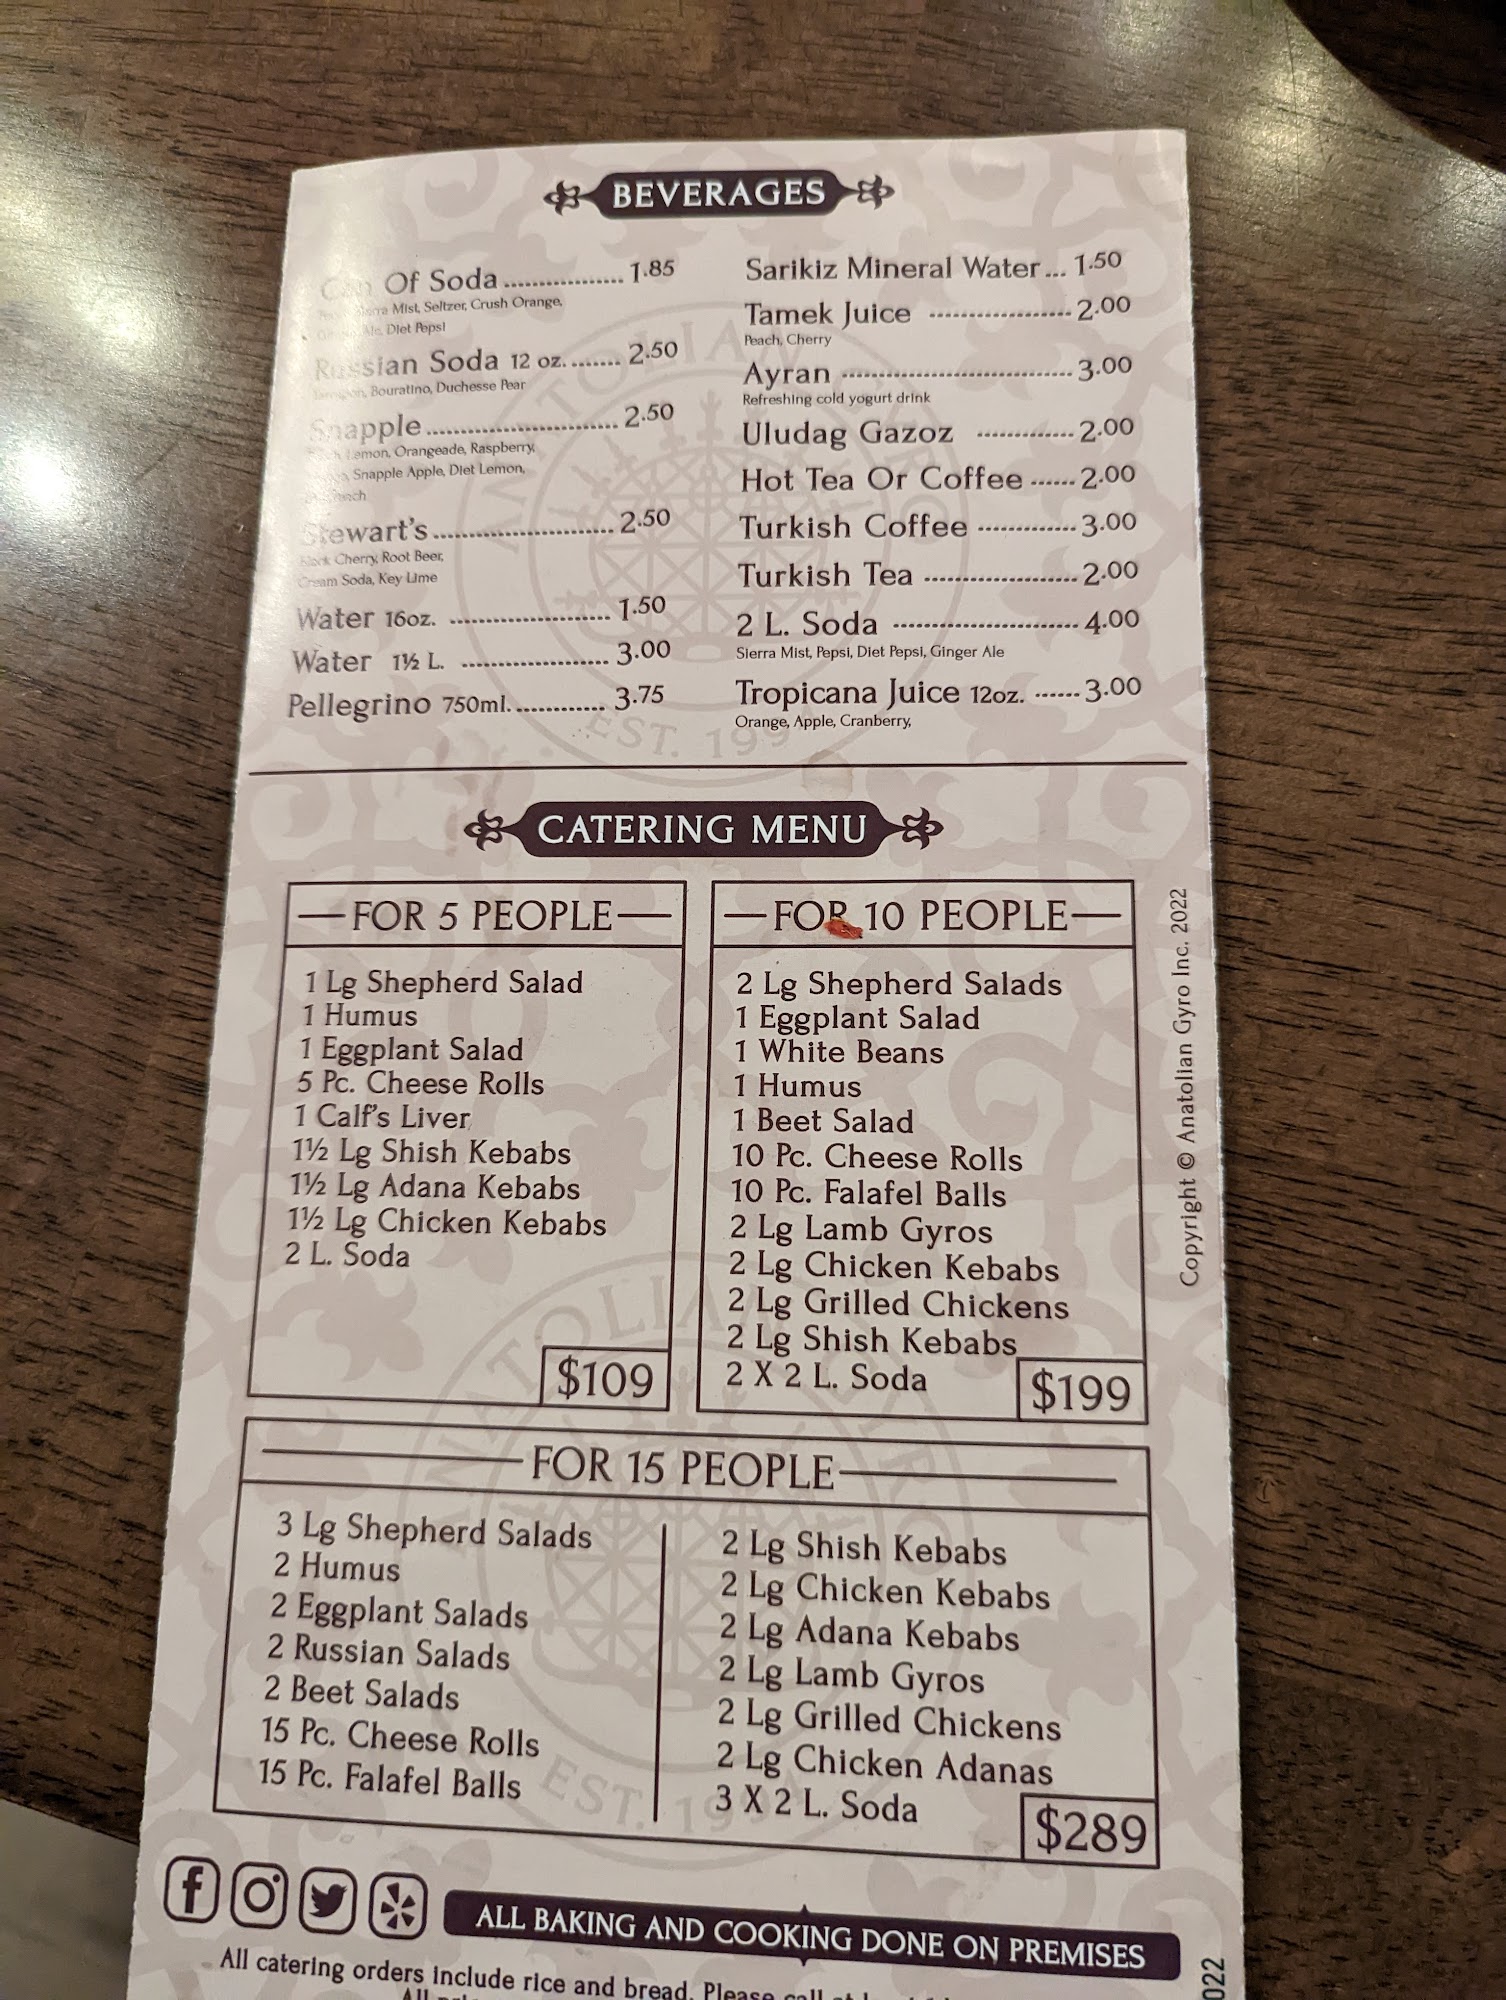 BEVERAGES
Can Of Soda 1.85
Mist, Seltzer, Crush Orange,
Ale, Diet Pepsi
Russian Soda 12 oz. 2.50
Bouratino, Duchesse Pear
Snapple 2.50
Lemon, Orangeade, Raspberry,
Snapple Apple, Diet Lemon,
Stewart's 2.50
Black Cherry, Root Beer,
Cream Soda, Key Lime
Water 16oz. 1.50
Water 1½ L. 3.00
Pellegrino 750ml. 3.75
Sarikiz Mineral Water... 1.50
Tamek Juice 2.00
Peach, Cherry
Ayran 3.00
Refreshing cold yogurt drink
Uludag Gazoz 2.00
Hot Tea Or Coffee 2.00
Turkish Coffee 3.00
Turkish Tea 2.00
2 L. Soda 4.00
Sierra Mist, Pepsi, Diet Pepsi, Ginger Ale
Tropicana Juice 12oz. 3.00
Orange, Apple, Cranberry,
CATERING MENU
FOR 5 PEOPLE
1 Lg Shepherd Salad
1 Humus
1 Eggplant Salad
5 Pc. Cheese Rolls
1 Calf's Liver
1½ Lg Shish Kebabs
1½ Lg Adana Kebabs
1½ Lg Chicken Kebabs
2 L. Soda
$109
FOR 10 PEOPLE
2 Lg Shepherd Salads
1 Eggplant Salad
1 White Beans
1 Humus
1 Beet Salad
10 Pc. Cheese Rolls
10 Pc. Falafel Balls
2 Lg Lamb Gyros
2 Lg Chicken Kebabs
2 Lg Grilled Chickens
2 Lg Shish Kebabs
2 X 2 L. Soda
$199
FOR 15 PEOPLE
3 Lg Shepherd Salads
2 Humus
2 Eggplant Salads
2 Russian Salads
2 Beet Salads
15 Pc. Cheese Rolls
15 Pc. Falafel Balls
2 Lg Shish Kebabs
2 Lg Chicken Kebabs
2 Lg Adana Kebabs
2 Lg Lamb Gyros
2 Lg Grilled Chickens
2 Lg Chicken Adanas
3 X 2 L. Soda
$289
Copyright © Anatolian Gyro Inc. 2022
ALL BAKING AND COOKING DONE ON PREMISES
All catering orders include rice and bread. Please call at
022